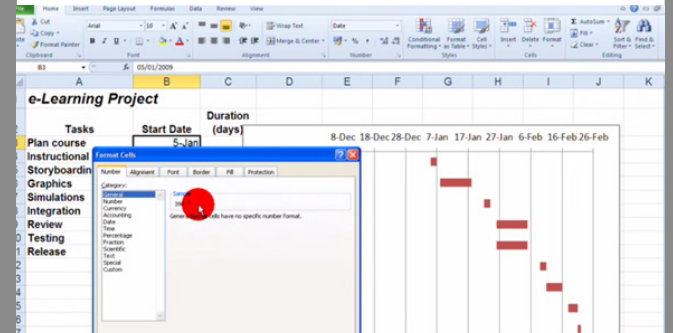 Home Insert Page Layout Formulas Data Review View
Cut
Arial 10 Wrap Text Date AutoSum
Copy Fill
Format Painter B I U Merge & Center % Conditional Format Cell Insert Delete Format Clear Sort & Find &
Formatting as Table Styles Filter Select
Clipboard Font Alignment Number Styles Cells Editing
B3 fx 05/01/2009
A B C D E F G H I J K
e-Learning Project
Duration
Tasks Start Date (days)
8-Dec 18-Dec 28-Dec 7-Jan 17-Jan 27-Jan 6-Feb 16-Feb 26-Feb
Plan course 5-Jan
Instructional
Format Cells
Storyboardin
Number Alignment Font Border Fill Protection
Graphics
Category:
Simulations
General Sample
Number
Integration
Currency
Accounting General format cells have no specific number format.
Review
Date
Time
Testing
Percentage
Fraction
Release
Scientific
Text
Special
Custom